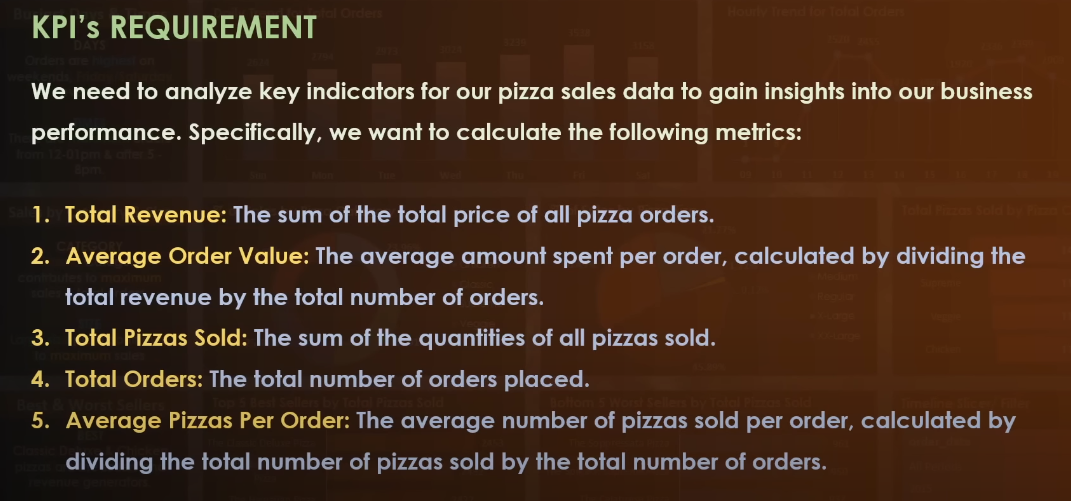 KPI's REQUIREMENT
We need to analyze key indicators for our pizza sales data to gain insights into our business
performance. Specifically, we want to calculate the following metrics:
1. Total Revenue: The sum of the total price of all pizza orders.
2. Average Order Value: The average amount spent per order, calculated by dividing the
total revenue by the total number of orders.
3. Total Pizzas Sold: The sum of the quantities of all pizzas sold.
4. Total Orders: The total number of orders placed.
5. Average Pizzas Per Order: The average number of pizzas sold per order, calculated by
dividing the total number of pizzas sold by the total number of orders.